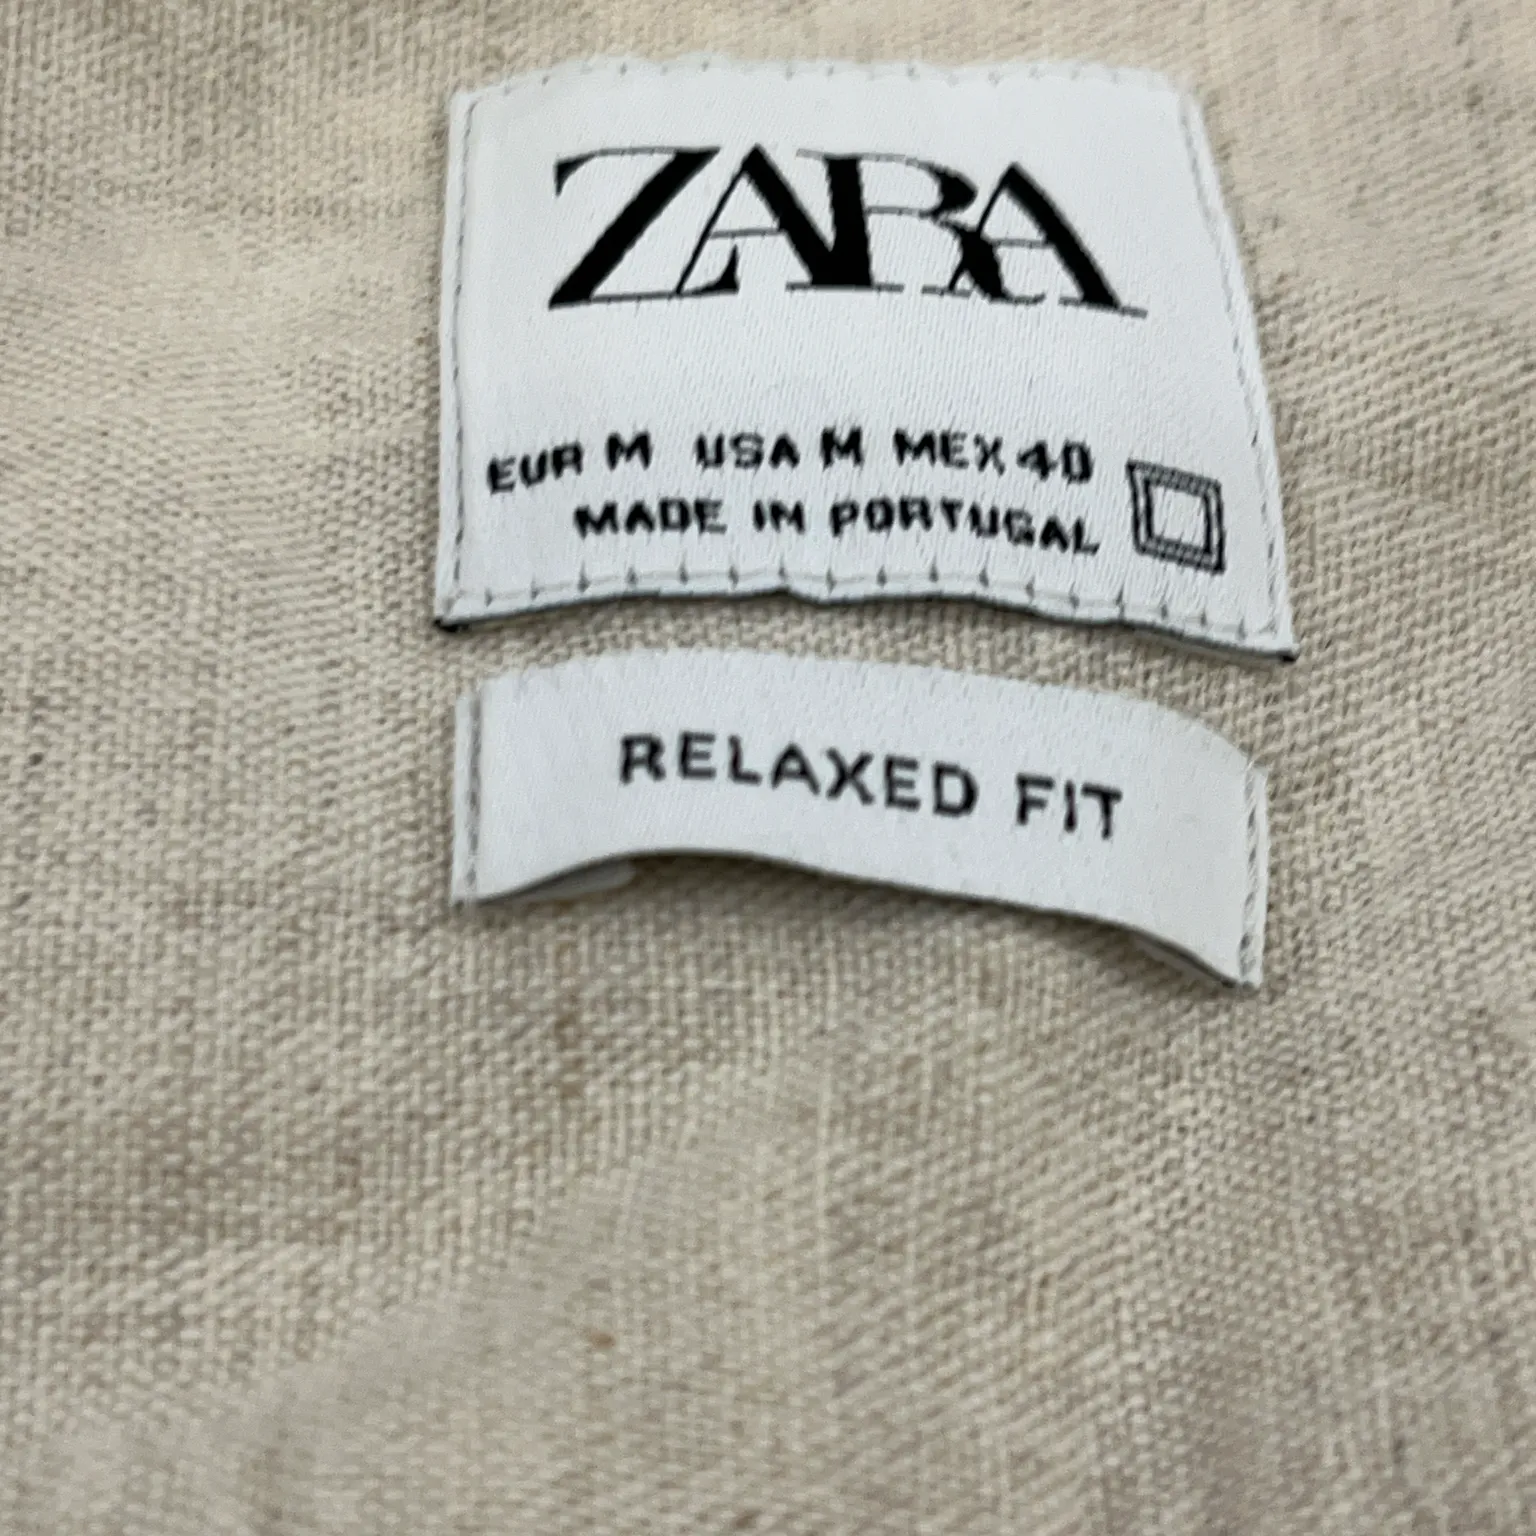 ZARA
EUR M USA M MEX 40
MADE IN PORTUGAL
RELAXED FIT